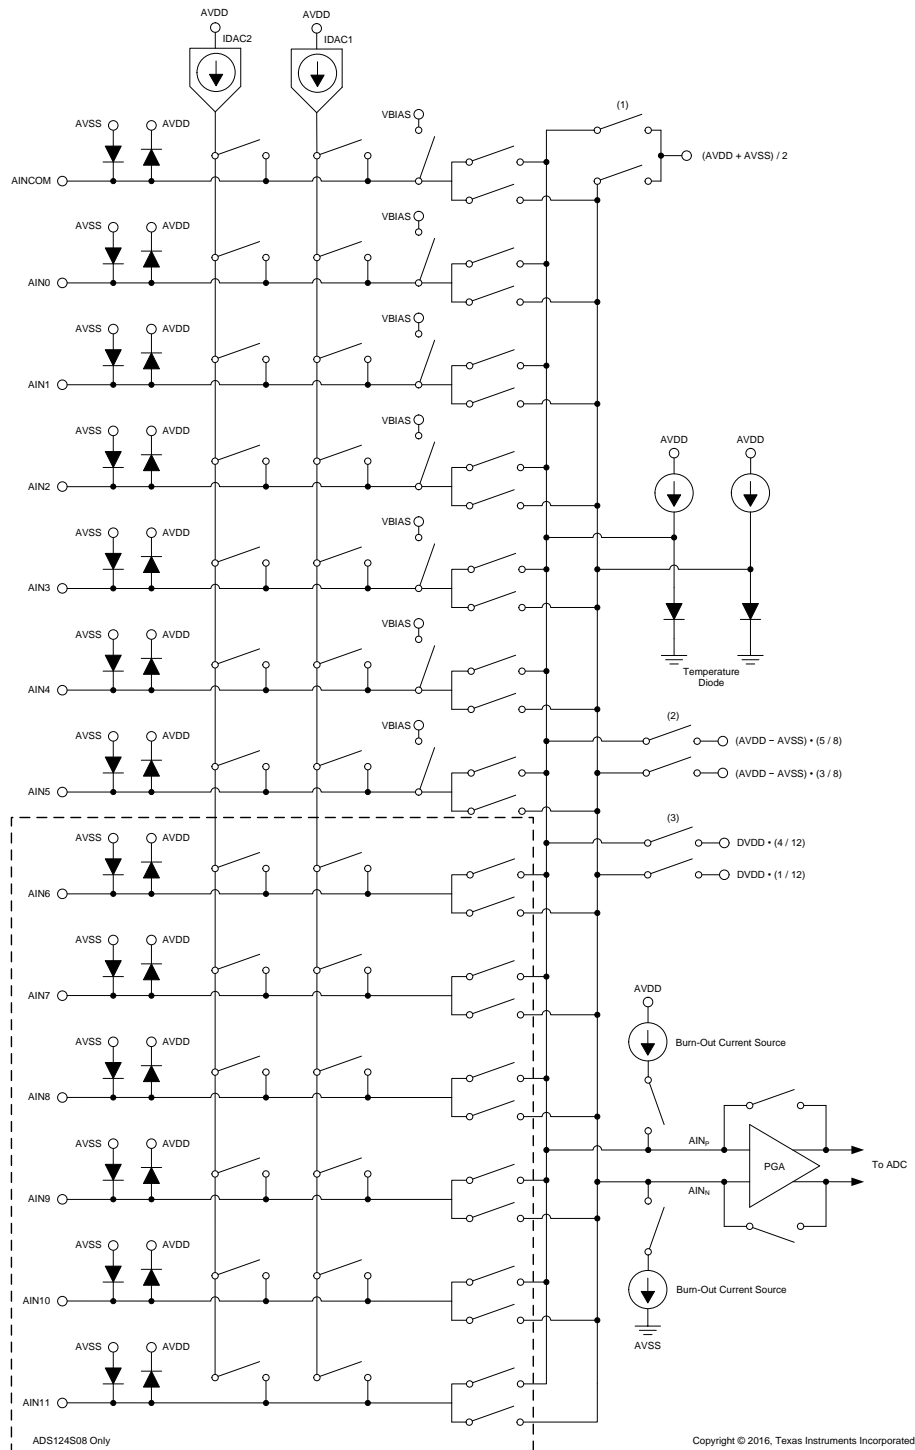 AVDD
AVDD
IDAC2
IDAC1
(1)
VBIAS
AVSS
AVDD
(AVDD + AVSS) / 2
AINCOM
VBIAS
AVSS
AVDD
AIN0
VBIAS
AVSS
AVDD
AIN1
VBIAS
AVSS
AVDD
AVDD
AVDD
AIN2
VBIAS
AVSS
AVDD
AIN3
VBIAS
AVSS
AVDD
Temperature
Diode
AIN4
VBIAS
(2)
AVSS
AVDD
(AVDD − AVSS) • (5 / 8)
(AVDD − AVSS) • (3 / 8)
AIN5
(3)
AVSS
AVDD
DVDD • (4 / 12)
DVDD • (1 / 12)
AIN6
AVSS
AVDD
AIN7
AVDD
AVSS
AVDD
Burn-Out Current Source
AIN8
AVSS
AVDD
AINP
PGA
To ADC
AINN
AIN9
AVSS
AVDD
Burn-Out Current Source
AIN10
AVSS
AVSS
AVDD
AIN11
ADS124S08 Only
Copyright © 2016, Texas Instruments Incorporated